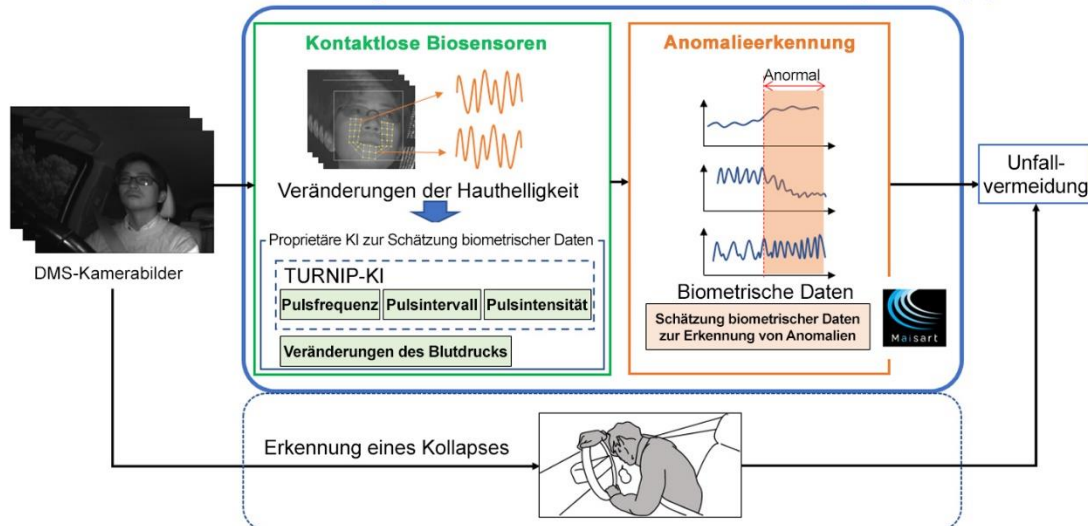 Kontaktlose Biosensoren
Veränderungen der Hauthelligkeit
Proprietäre KI zur Schätzung biometrischer Daten
TURNIP-KI
Pulsfrequenz
Pulsintervall
Pulsintensität
Veränderungen des Blutdrucks
Anomalieerkennung
Anormal
Biometrische Daten
Schätzung biometrischer Daten
zur Erkennung von Anomalien
Maisart
DMS-Kamerabilder
Unfall-
vermeidung
Erkennung eines Kollapses